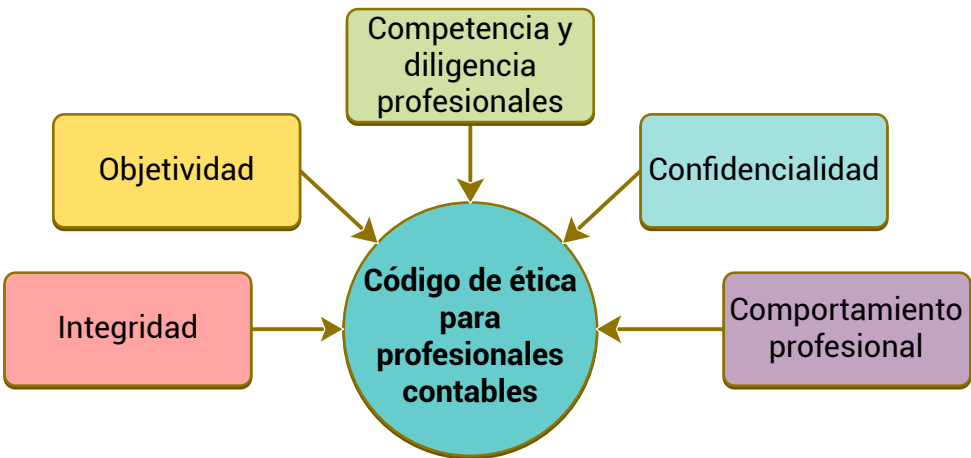 Competencia y
diligencia
profesionales
Objetividad
Confidencialidad
Integridad
Código de ética
para
profesionales
contables
Comportamiento
profesional